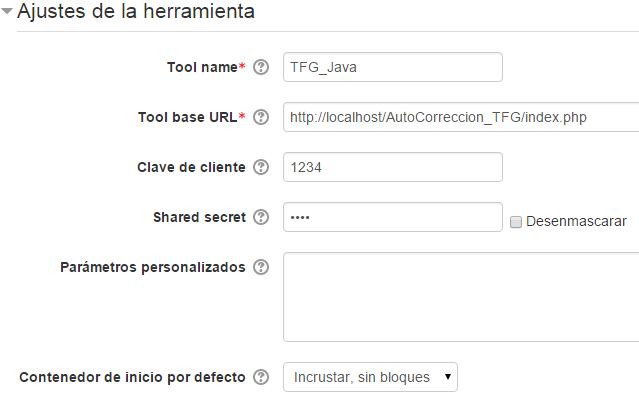 Ajustes de la herramienta
Tool name* TFG_Java
Tool base URL* http://localhost/AutoCorreccion_TFG/index.php
Clave de cliente 1234
Shared secret •••• Desenmascarar
Parámetros personalizados
Contenedor de inicio por defecto Incrustar, sin bloques